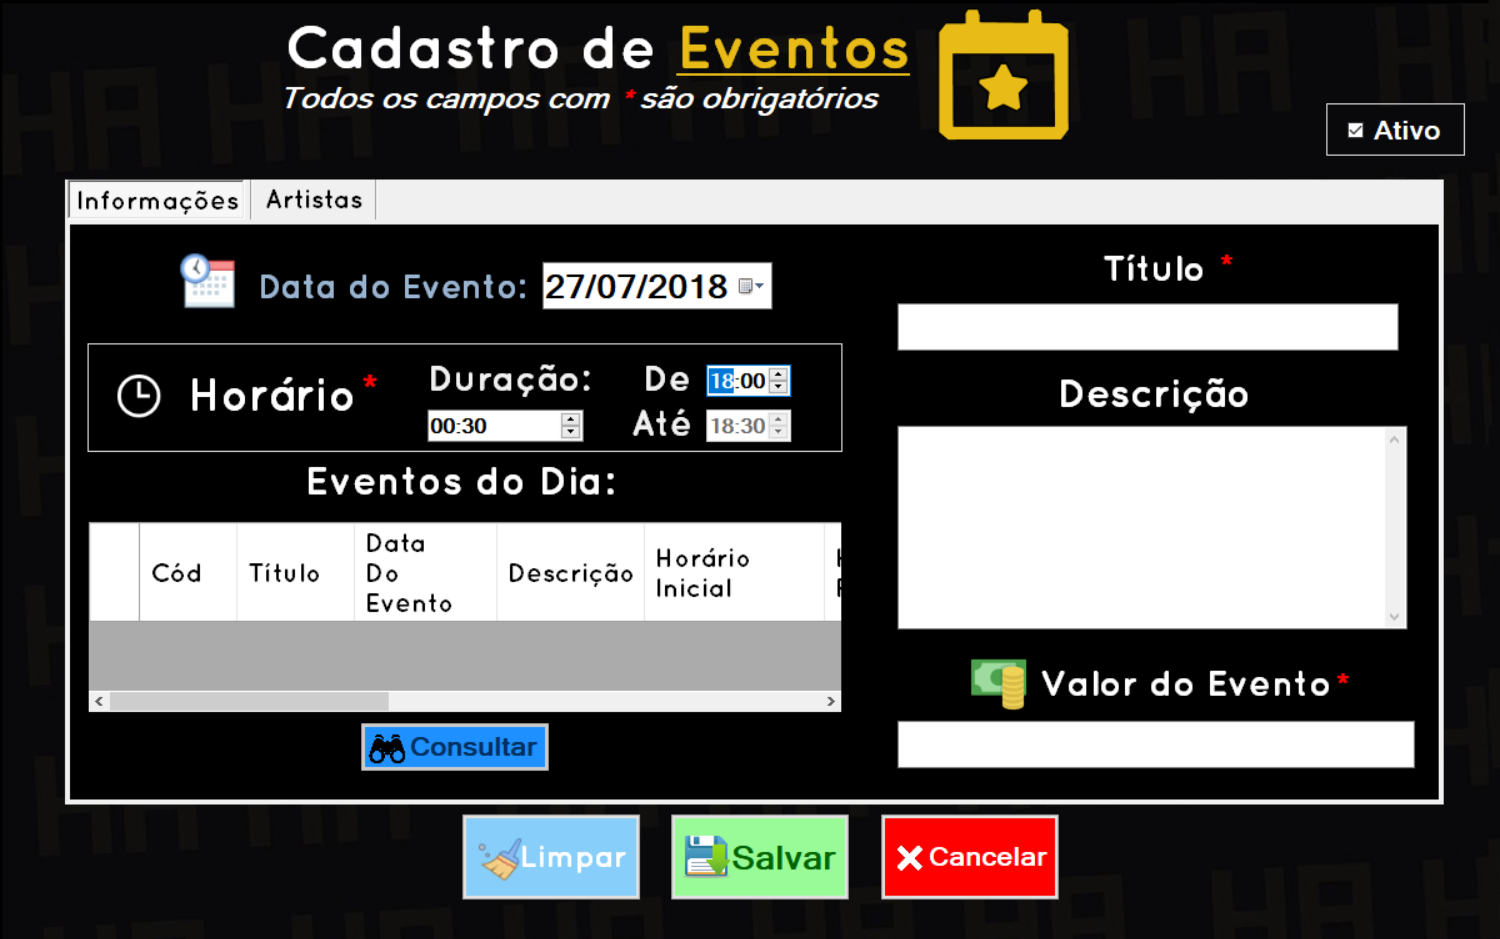 Cadastro de Eventos
Todos os campos com * são obrigatórios
Ativo
Informações
Artistas
Data do Evento: 27/07/2018
Horário *
Duração:
00:30
De 18:00
Até 18:30
Eventos do Dia:
Cód
Título
Data
Do
Evento
Descrição
Horário
Inicial
Consultar
Título *
Descrição
Valor do Evento *
Limpar
Salvar
Cancelar